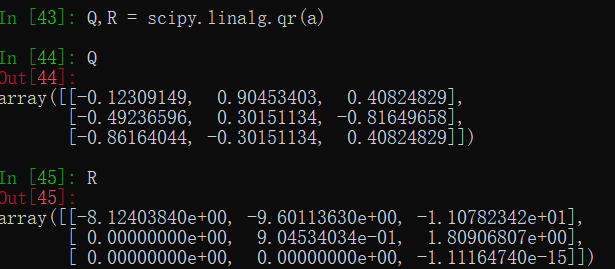 In [43]: Q,R = scipy.linalg.qr(a)
In [44]: Q
Out[44]:
array([[-0.12309149,  0.90453403,  0.40824829],
       [-0.49236596,  0.30151134, -0.81649658],
       [-0.86164044, -0.30151134,  0.40824829]])
In [45]: R
Out[45]:
array([[-8.12403840e+00, -9.60113630e+00, -1.10782342e+01],
       [ 0.00000000e+00,  9.04534034e-01,  1.80906807e+00],
       [ 0.00000000e+00,  0.00000000e+00, -1.11164740e-15]])